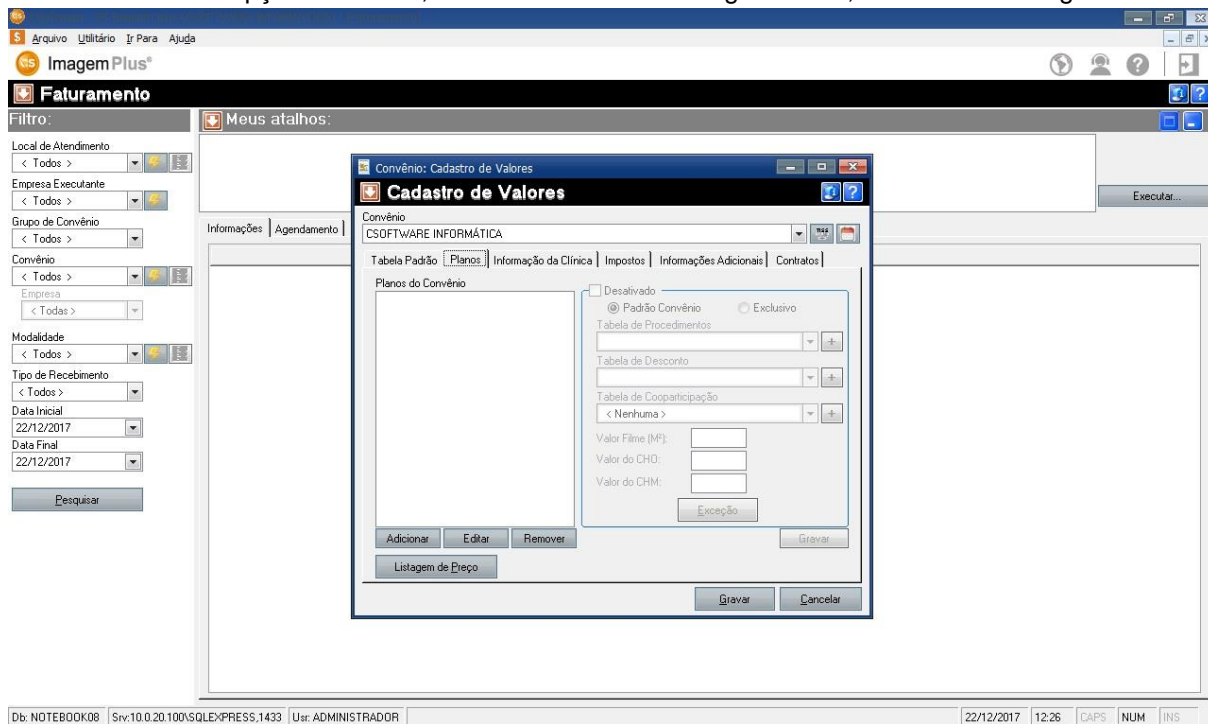 Arquivo Utilitário Ir Para Ajuda
ImagemPlus®
Faturamento
Filtro:
Meus atalhos:
Local de Atendimento
< Todos >
Empresa Executante
< Todos >
Executar...
Grupo de Convênio
< Todos >
Informações Agendamento
Convênio
< Todos >
Empresa
< Todas >
Modalidade
< Todos >
Tipo de Recebimento
< Todos >
Data Inicial
22/12/2017
Data Final
22/12/2017
Pesquisar
Convênio: Cadastro de Valores
Cadastro de Valores
Convênio
CSOFTWARE INFORMÁTICA
Tabela Padrão Planos Informação da Clínica Impostos Informações Adicionais Contratos
Planos do Convênio
Desativado
Padrão Convênio Exclusivo
Tabela de Procedimentos
Tabela de Desconto
Tabela de Cooparticipação
< Nenhuma >
Valor Filme (M²):
Valor do CHO:
Valor do CHM:
Exceção
Adicionar Editar Remover
Gravar
Listagem de Preço
Gravar Cancelar
Db: NOTEBOOK08 Srv:10.0.20.100\SQLEXPRESS,1433 Usr: ADMINISTRADOR 22/12/2017 12:26 CAPS NUM INS